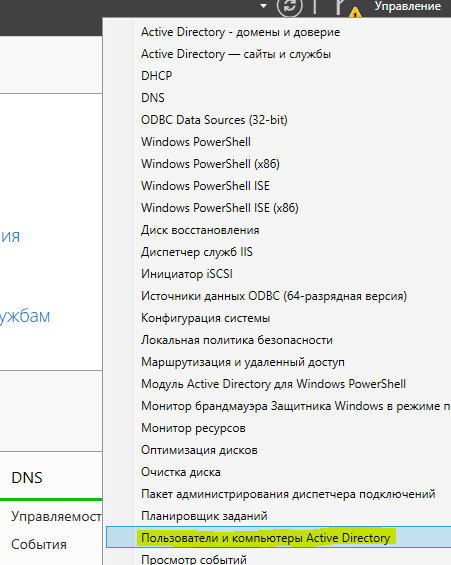 Управление
Active Directory - домены и доверие
Active Directory — сайты и службы
DHCP
DNS
ODBC Data Sources (32-bit)
Windows PowerShell
Windows PowerShell (x86)
Windows PowerShell ISE
Windows PowerShell ISE (x86)
Диск восстановления
Диспетчер служб IIS
Инициатор iSCSI
Источники данных ODBC (64-разрядная версия)
Конфигурация системы
Локальная политика безопасности
Маршрутизация и удаленный доступ
Модуль Active Directory для Windows PowerShell
Монитор брандмауэра Защитника Windows в режиме п
Монитор ресурсов
Оптимизация дисков
Очистка диска
Пакет администрирования диспетчера подключений
Планировщик заданий
Пользователи и компьютеры Active Directory
Просмотр событий
ия
ужбам
DNS
Управляемост
События